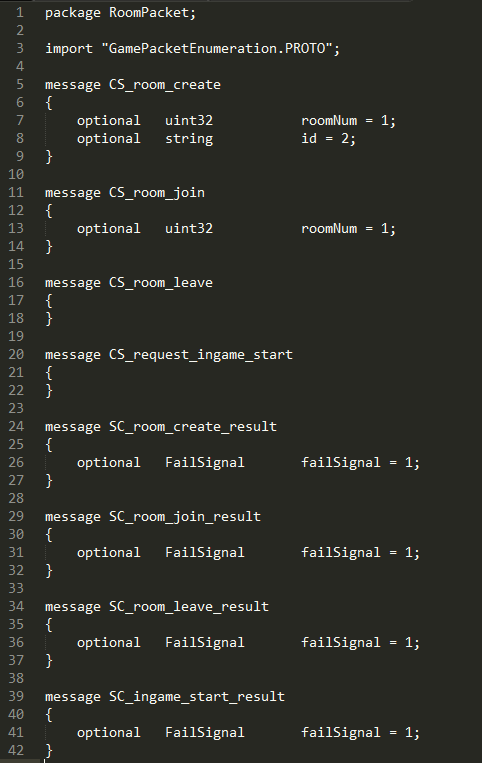 1 package RoomPacket;
2
3 import "GamePacketEnumeration.PROTO";
4
5 message CS_room_create
6 {
7 optional uint32 roomNum = 1;
8 optional string id = 2;
9 }
10
11 message CS_room_join
12 {
13 optional uint32 roomNum = 1;
14 }
15
16 message CS_room_leave
17 {
18 }
19
20 message CS_request_ingame_start
21 {
22 }
23
24 message SC_room_create_result
25 {
26 optional FailSignal failSignal = 1;
27 }
28
29 message SC_room_join_result
30 {
31 optional FailSignal failSignal = 1;
32 }
33
34 message SC_room_leave_result
35 {
36 optional FailSignal failSignal = 1;
37 }
38
39 message SC_ingame_start_result
40 {
41 optional FailSignal failSignal = 1;
42 }